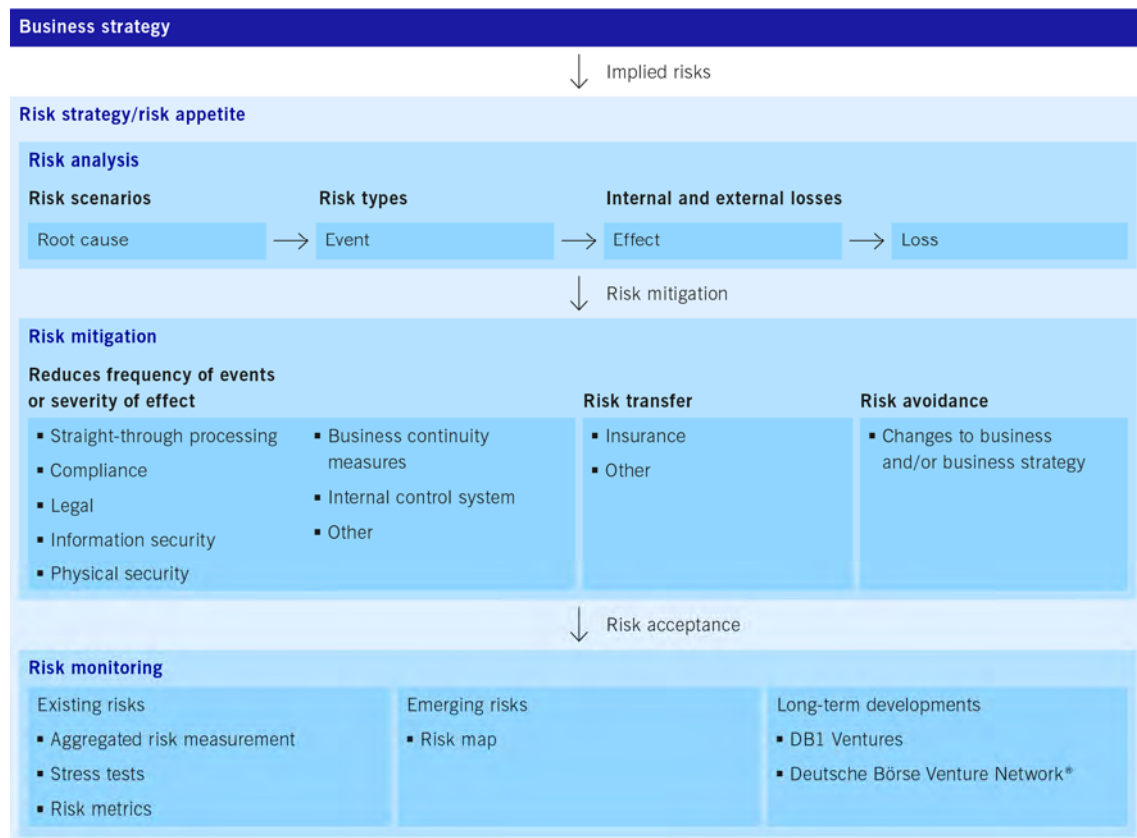 Business strategy
Implied risks
Risk strategy/risk appetite
Risk analysis
Risk scenarios
Risk types
Internal and external losses
Root cause
Event
Effect
Loss
Risk mitigation
Risk mitigation
Reduces frequency of events
or severity of effect
▪ Straight-through processing
▪ Compliance
▪ Legal
▪ Information security
▪ Physical security
▪ Business continuity
measures
▪ Internal control system
▪ Other
Risk transfer
▪ Insurance
▪ Other
Risk avoidance
▪ Changes to business
and/or business strategy
Risk acceptance
Risk monitoring
Existing risks
▪ Aggregated risk measurement
▪ Stress tests
▪ Risk metrics
Emerging risks
▪ Risk map
Long-term developments
▪ DB1 Ventures
▪ Deutsche Börse Venture Network®